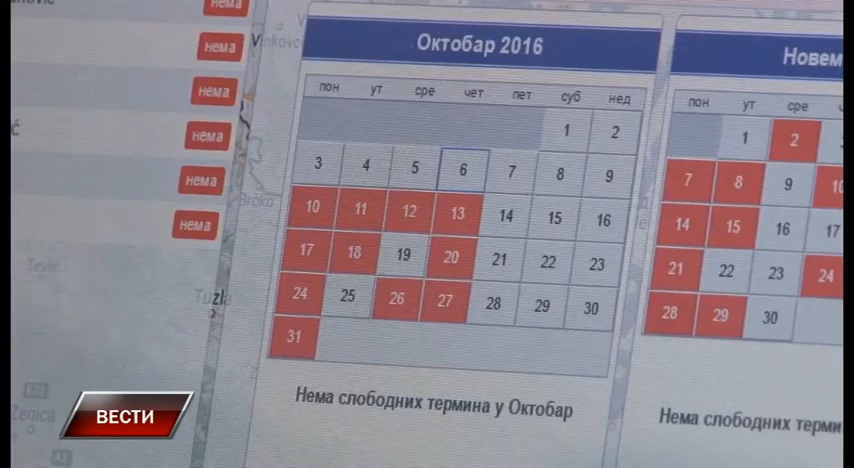 нема
нема
нема
нема
нема
нема
Октобар 2016
пон ут сре чет пет суб нед
1 2
3 4 5 6 7 8 9
10 11 12 13 14 15 16
17 18 19 20 21 22 23
24 25 26 27 28 29 30
31
Нема слободних термина у Октобар
Новем
пон ут сре
1 2
7 8 9 10
14 15 16 17
21 22 23 24
28 29 30
Нема слободних терми
Brčko
Tuzla
Zenica
ВЕСТИ